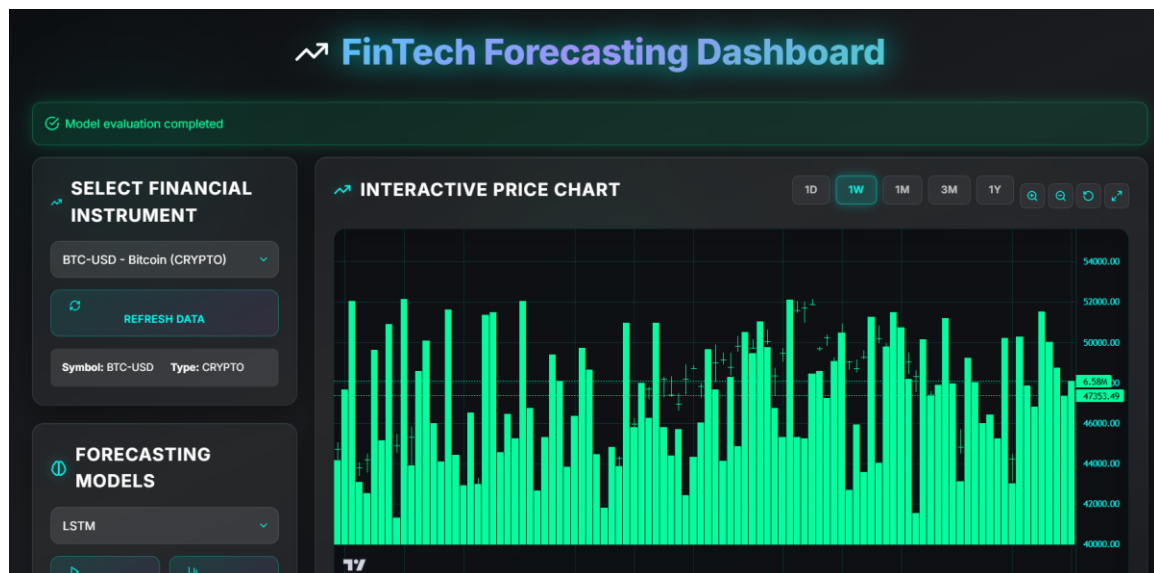 FinTech Forecasting Dashboard
Model evaluation completed
SELECT FINANCIAL
INSTRUMENT
BTC-USD - Bitcoin (CRYPTO)
REFRESH DATA
Symbol: BTC-USD Type: CRYPTO
FORECASTING
MODELS
LSTM
INTERACTIVE PRICE CHART
1D 1W 1M 3M 1Y
54000.00
52000.00
50000.00
6.58M
47353.49
46000.00
44000.00
42000.00
40000.00